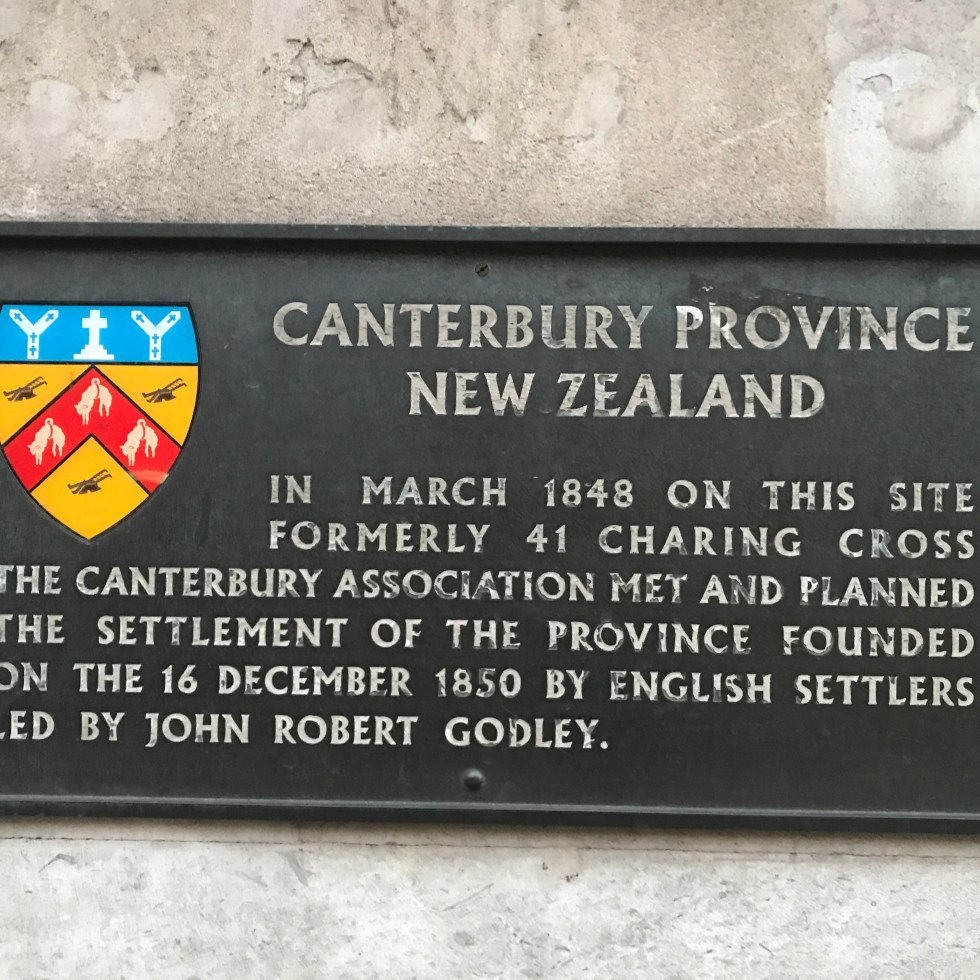 CANTERBURY PROVINCE
NEW ZEALAND
IN MARCH 1848 ON THIS SITE
FORMERLY 41 CHARING CROSS
THE CANTERBURY ASSOCIATION MET AND PLANNED
THE SETTLEMENT OF THE PROVINCE FOUNDED
ON THE 16 DECEMBER 1850 BY ENGLISH SETTLERS
LED BY JOHN ROBERT GODLEY.